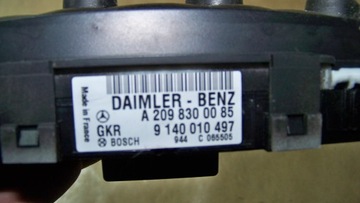 Made in France
DAIMLER - BENZ
A 209 830 00 85
GKR 9 140 010 497
BOSCH 944 C 085505